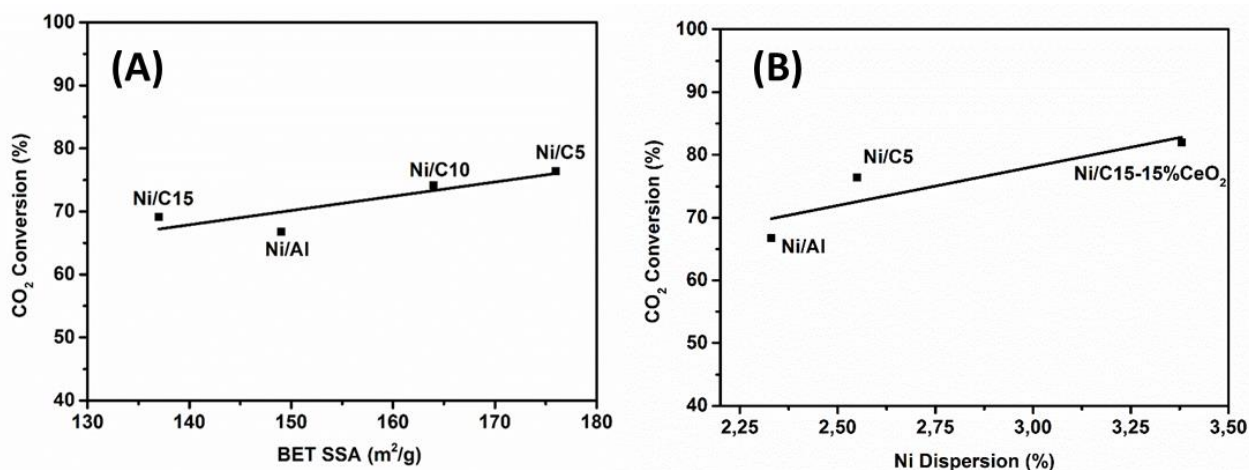 (A)
CO2 Conversion (%)
100
90
80
70
60
50
40
Ni/C15
Ni/Al
Ni/C10
Ni/C5
130
140
150
160
170
180
BET SSA (m²/g)
(B)
CO2 Conversion (%)
100
90
80
70
60
50
40
Ni/Al
Ni/C5
Ni/C15-15%CeO2
2,25
2,50
2,75
3,00
3,25
3,50
Ni Dispersion (%)